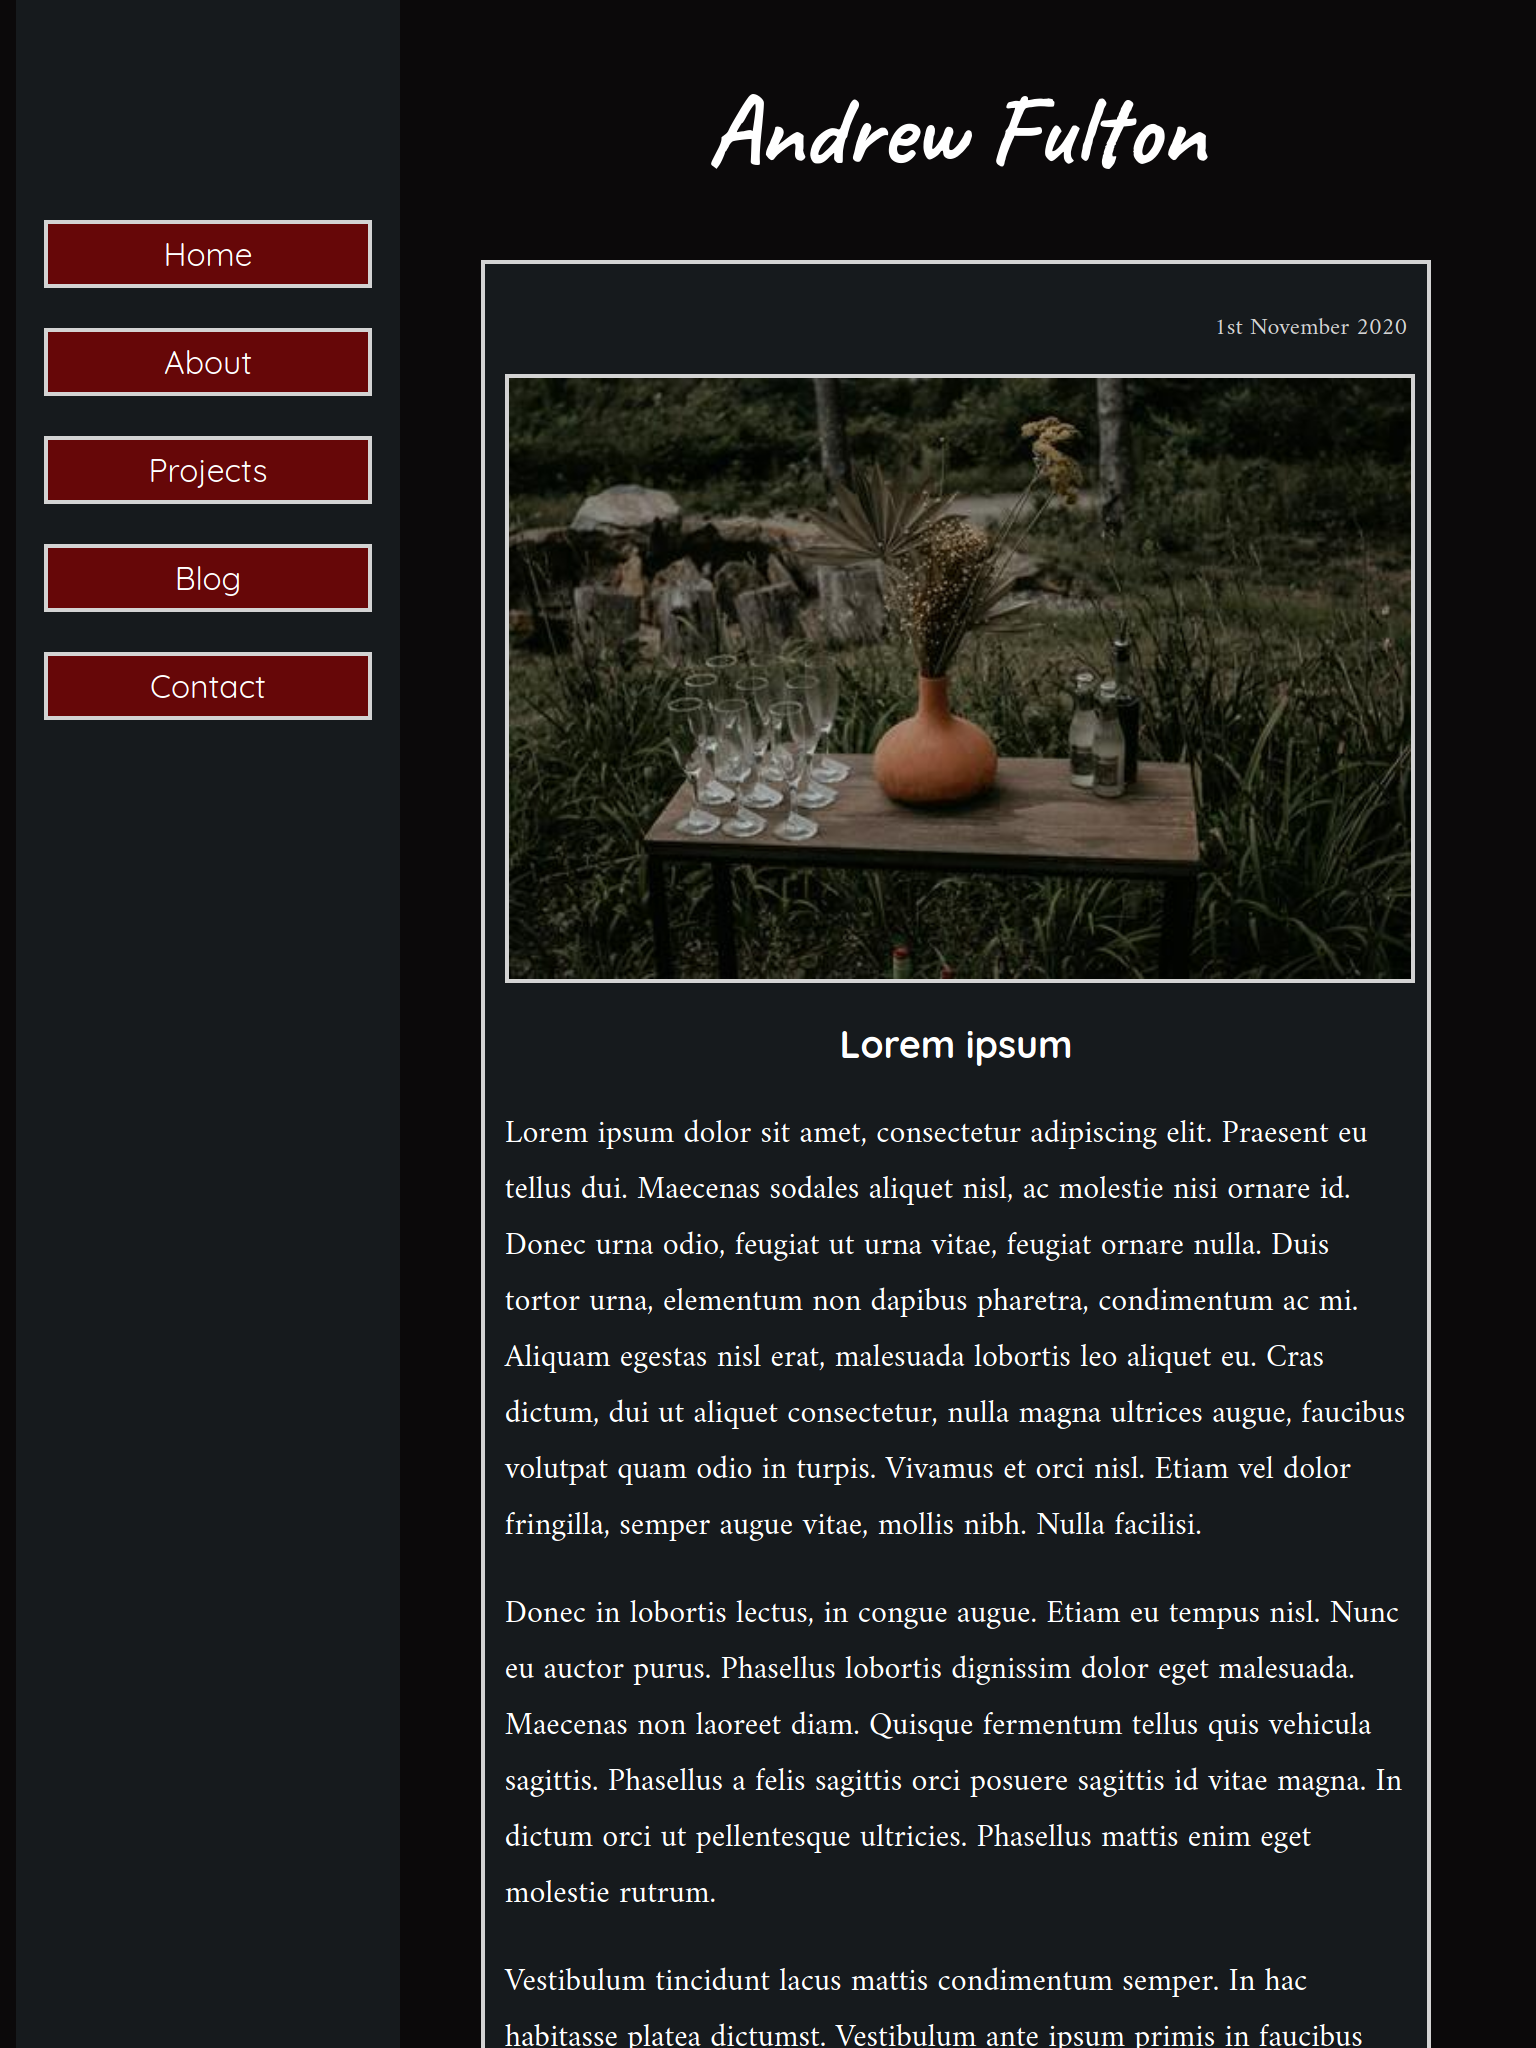 Andrew Fulton
Home
About
Projects
Blog
Contact
1st November 2020
Lorem ipsum
Lorem ipsum dolor sit amet, consectetur adipiscing elit. Praesent eu
tellus dui. Maecenas sodales aliquet nisl, ac molestie nisi ornare id.
Donec urna odio, feugiat ut urna vitae, feugiat ornare nulla. Duis
tortor urna, elementum non dapibus pharetra, condimentum ac mi.
Aliquam egestas nisl erat, malesuada lobortis leo aliquet eu. Cras
dictum, dui ut aliquet consectetur, nulla magna ultrices augue, faucibus
volutpat quam odio in turpis. Vivamus et orci nisl. Etiam vel dolor
fringilla, semper augue vitae, mollis nibh. Nulla facilisi.
Donec in lobortis lectus, in congue augue. Etiam eu tempus nisl. Nunc
eu auctor purus. Phasellus lobortis dignissim dolor eget malesuada.
Maecenas non laoreet diam. Quisque fermentum tellus quis vehicula
sagittis. Phasellus a felis sagittis orci posuere sagittis id vitae magna. In
dictum orci ut pellentesque ultricies. Phasellus mattis enim eget
molestie rutrum.
Vestibulum tincidunt lacus mattis condimentum semper. In hac
habitasse platea dictumst. Vestibulum ante ipsum primis in faucibus